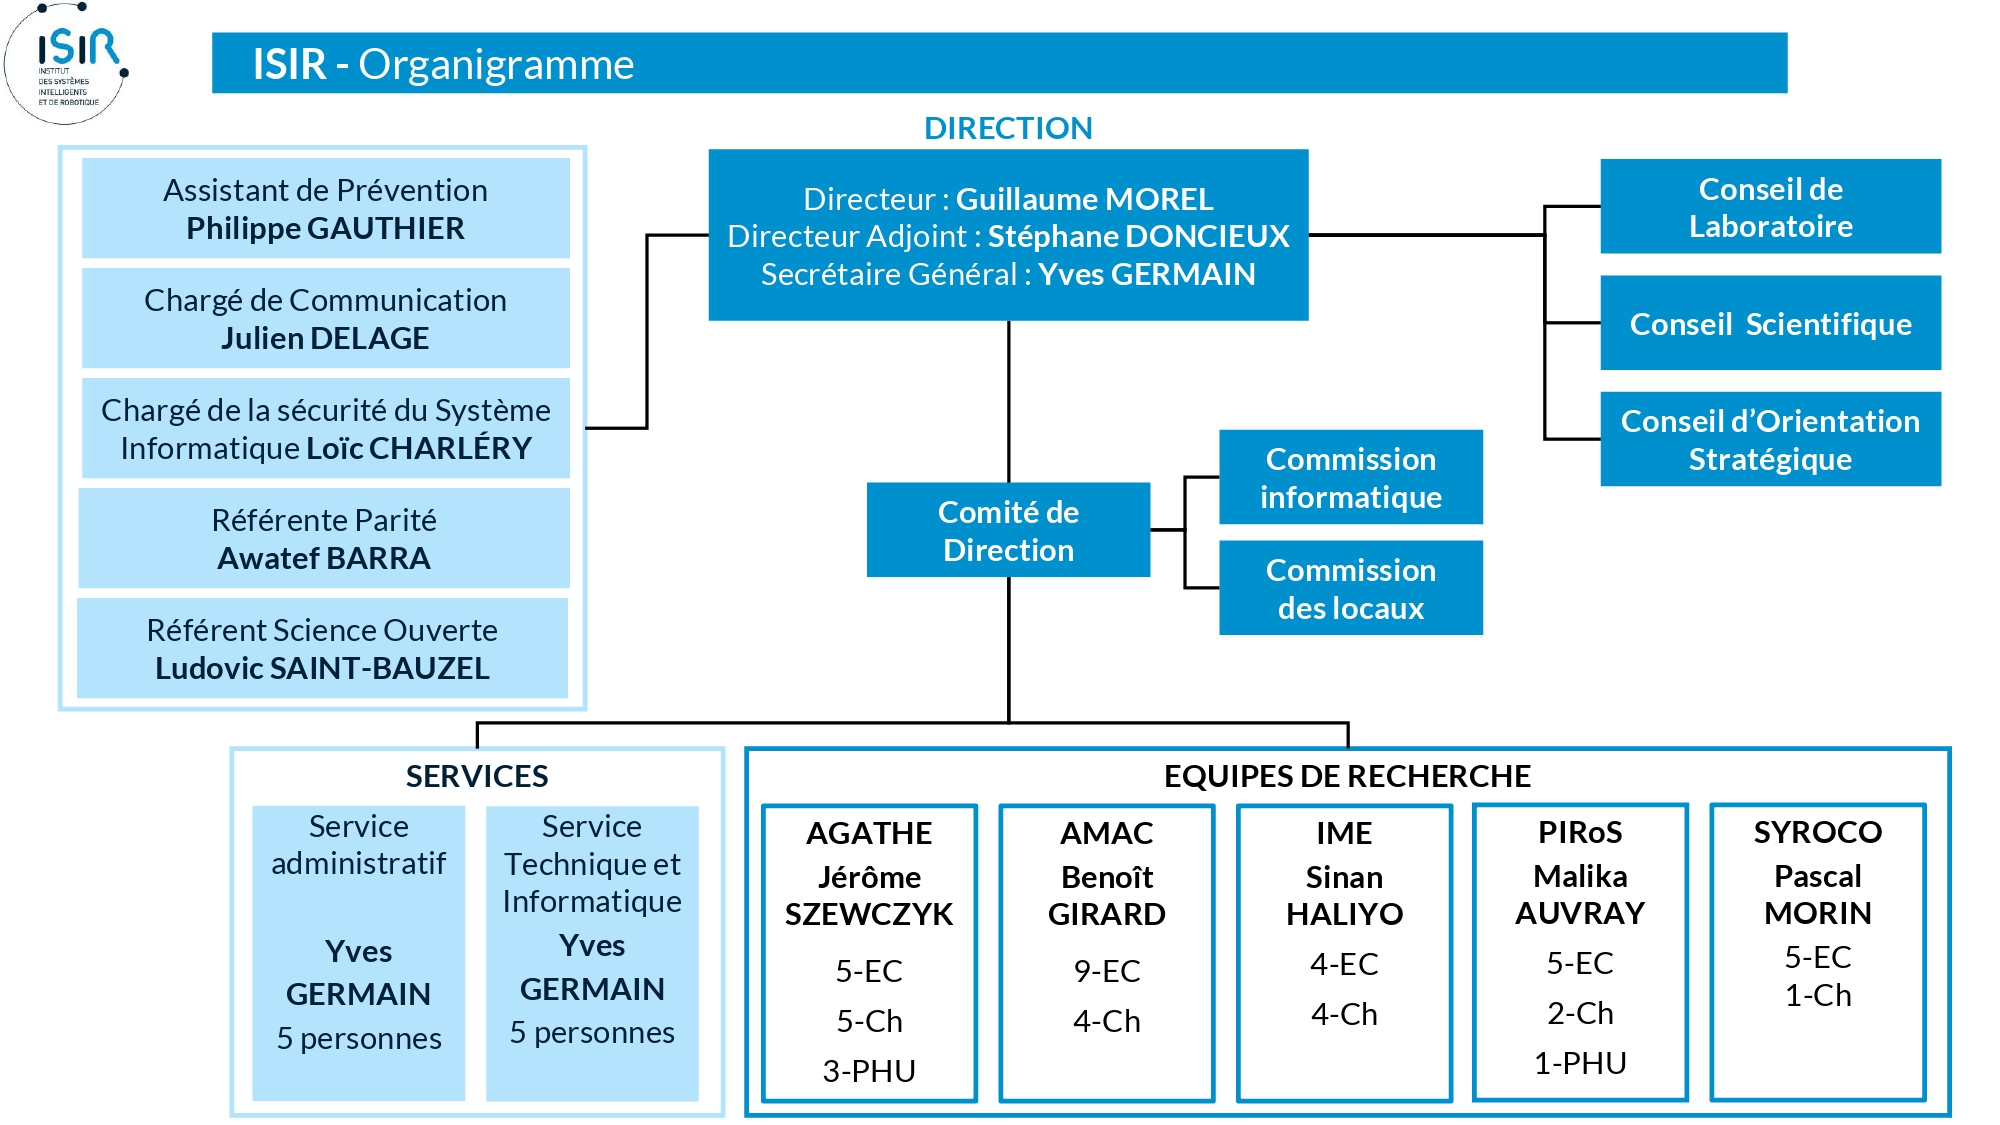 ISIR
INSTITUT
DES SYSTÈMES
INTELLIGENTS
ET DE ROBOTIQUE
ISIR - Organigramme
DIRECTION
Directeur : Guillaume MOREL
Directeur Adjoint : Stéphane DONCIEUX
Secrétaire Général : Yves GERMAIN
Assistant de Prévention
Philippe GAUTHIER
Chargé de Communication
Julien DELAGE
Chargé de la sécurité du Système
Informatique Loïc CHARLÉRY
Référente Parité
Awatef BARRA
Référent Science Ouverte
Ludovic SAINT-BAUZEL
Conseil de
Laboratoire
Conseil Scientifique
Conseil d’Orientation
Stratégique
Comité de
Direction
Commission
informatique
Commission
des locaux
SERVICES
Service
administratif
Yves
GERMAIN
5 personnes
Service
Technique et
Informatique
Yves
GERMAIN
5 personnes
EQUIPES DE RECHERCHE
AGATHE
Jérôme
SZEWCZYK
5-EC
5-Ch
3-PHU
AMAC
Benoît
GIRARD
9-EC
4-Ch
IME
Sinan
HALIYO
4-EC
4-Ch
PIRoS
Malika
AUVRAY
5-EC
2-Ch
1-PHU
SYROCO
Pascal
MORIN
5-EC
1-Ch